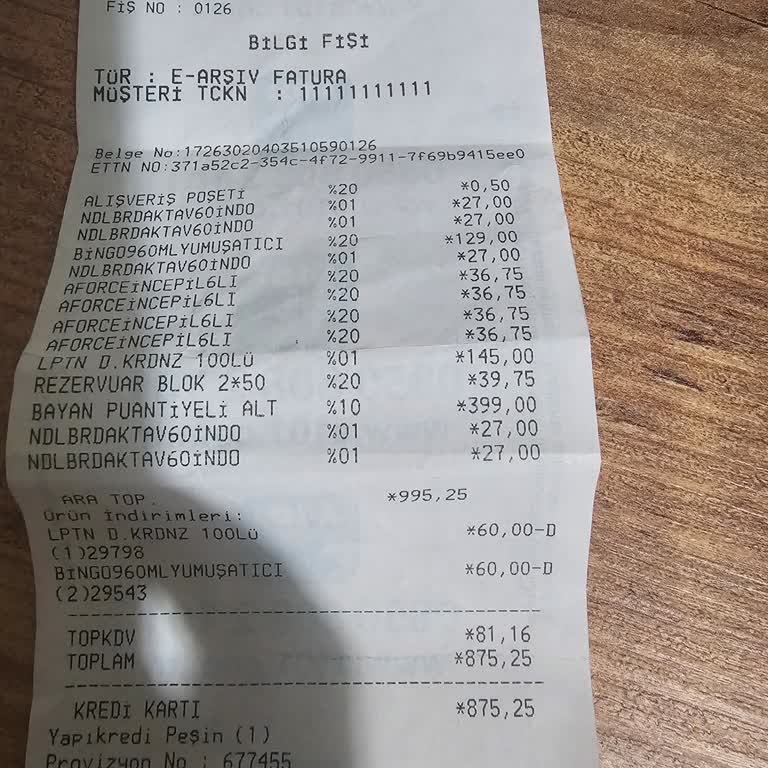 FİŞ NO : 0126
BİLGİ FİŞİ
TÜR : E-ARŞIV FATURA
MÜŞTERİ TCKN : 11111111111
Belge No:17263020403510590126
ETTN NO:371a52c2-354c-4f72-9911-7f69b9415ee0
ALIŞVERİŞ POŞETİ %20 *0,50
NDLBRDAKTAV60İNDO %01 *27,00
NDLBRDAKTAV60İNDO %01 *27,00
BİNGO960MLYUMUŞATICI %20 *129,00
NDLBRDAKTAV60İNDO %01 *27,00
AFORCEİNCEPİL6LI %20 *36,75
AFORCEİNCEPİL6LI %20 *36,75
AFORCEİNCEPİL6LI %20 *36,75
AFORCEİNCEPİL6LI %20 *36,75
LPTN D.KRDNZ 100LÜ %01 *145,00
REZERVUAR BLOK 2*50 %20 *39,75
BAYAN PUANTİYELİ ALT %10 *399,00
NDLBRDAKTAV60İNDO %01 *27,00
NDLBRDAKTAV60İNDO %01 *27,00
ARA TOP. *995,25
Ürün İndirimleri:
LPTN D.KRDNZ 100LÜ *60,00-D
(1)29798
BİNGO960MLYUMUŞATICI *60,00-D
(2)29543
TOPKDV *81,16
TOPLAM *875,25
KREDİ KARTI *875,25
Yapıkredi Peşin (1)
Provizyon No : 677455